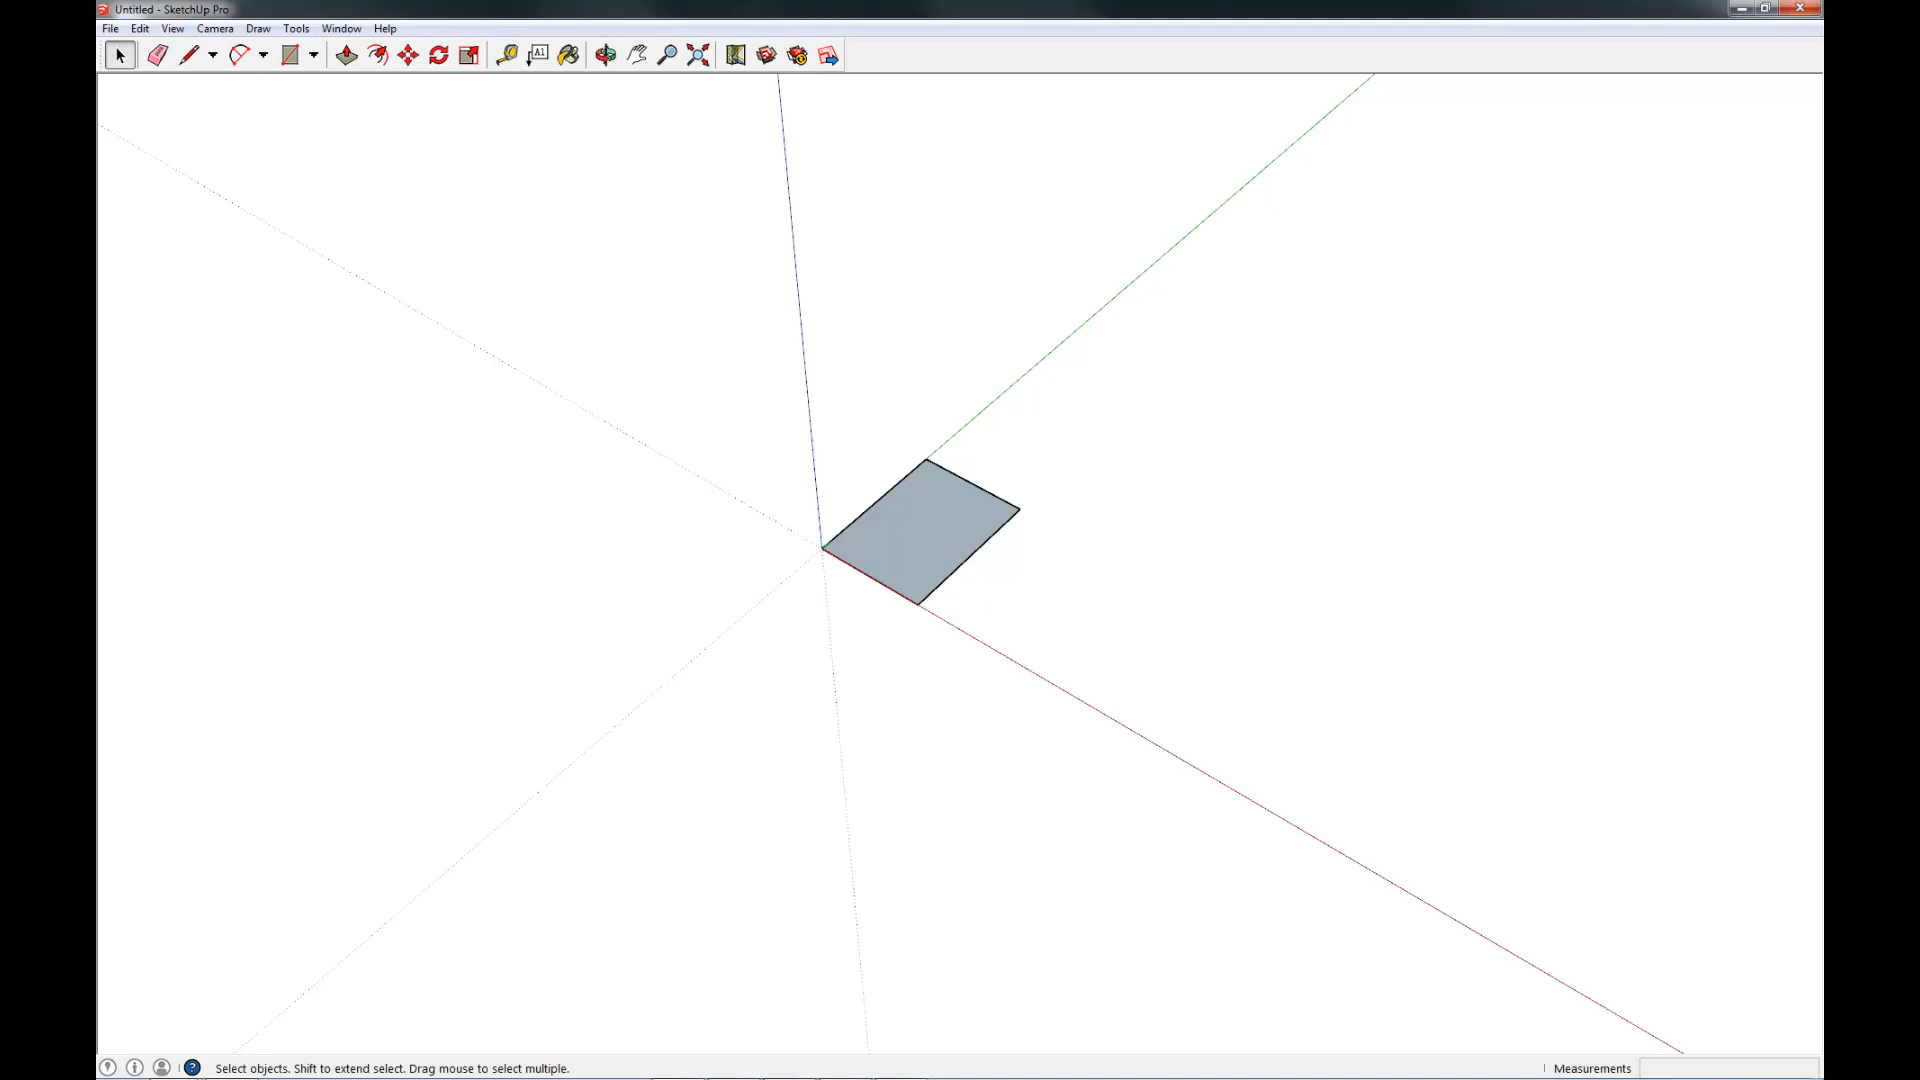 Untitled - SketchUp Pro
File Edit View Camera Draw Tools Window Help
A1
Select objects. Shift to extend select. Drag mouse to select multiple.
Measurements